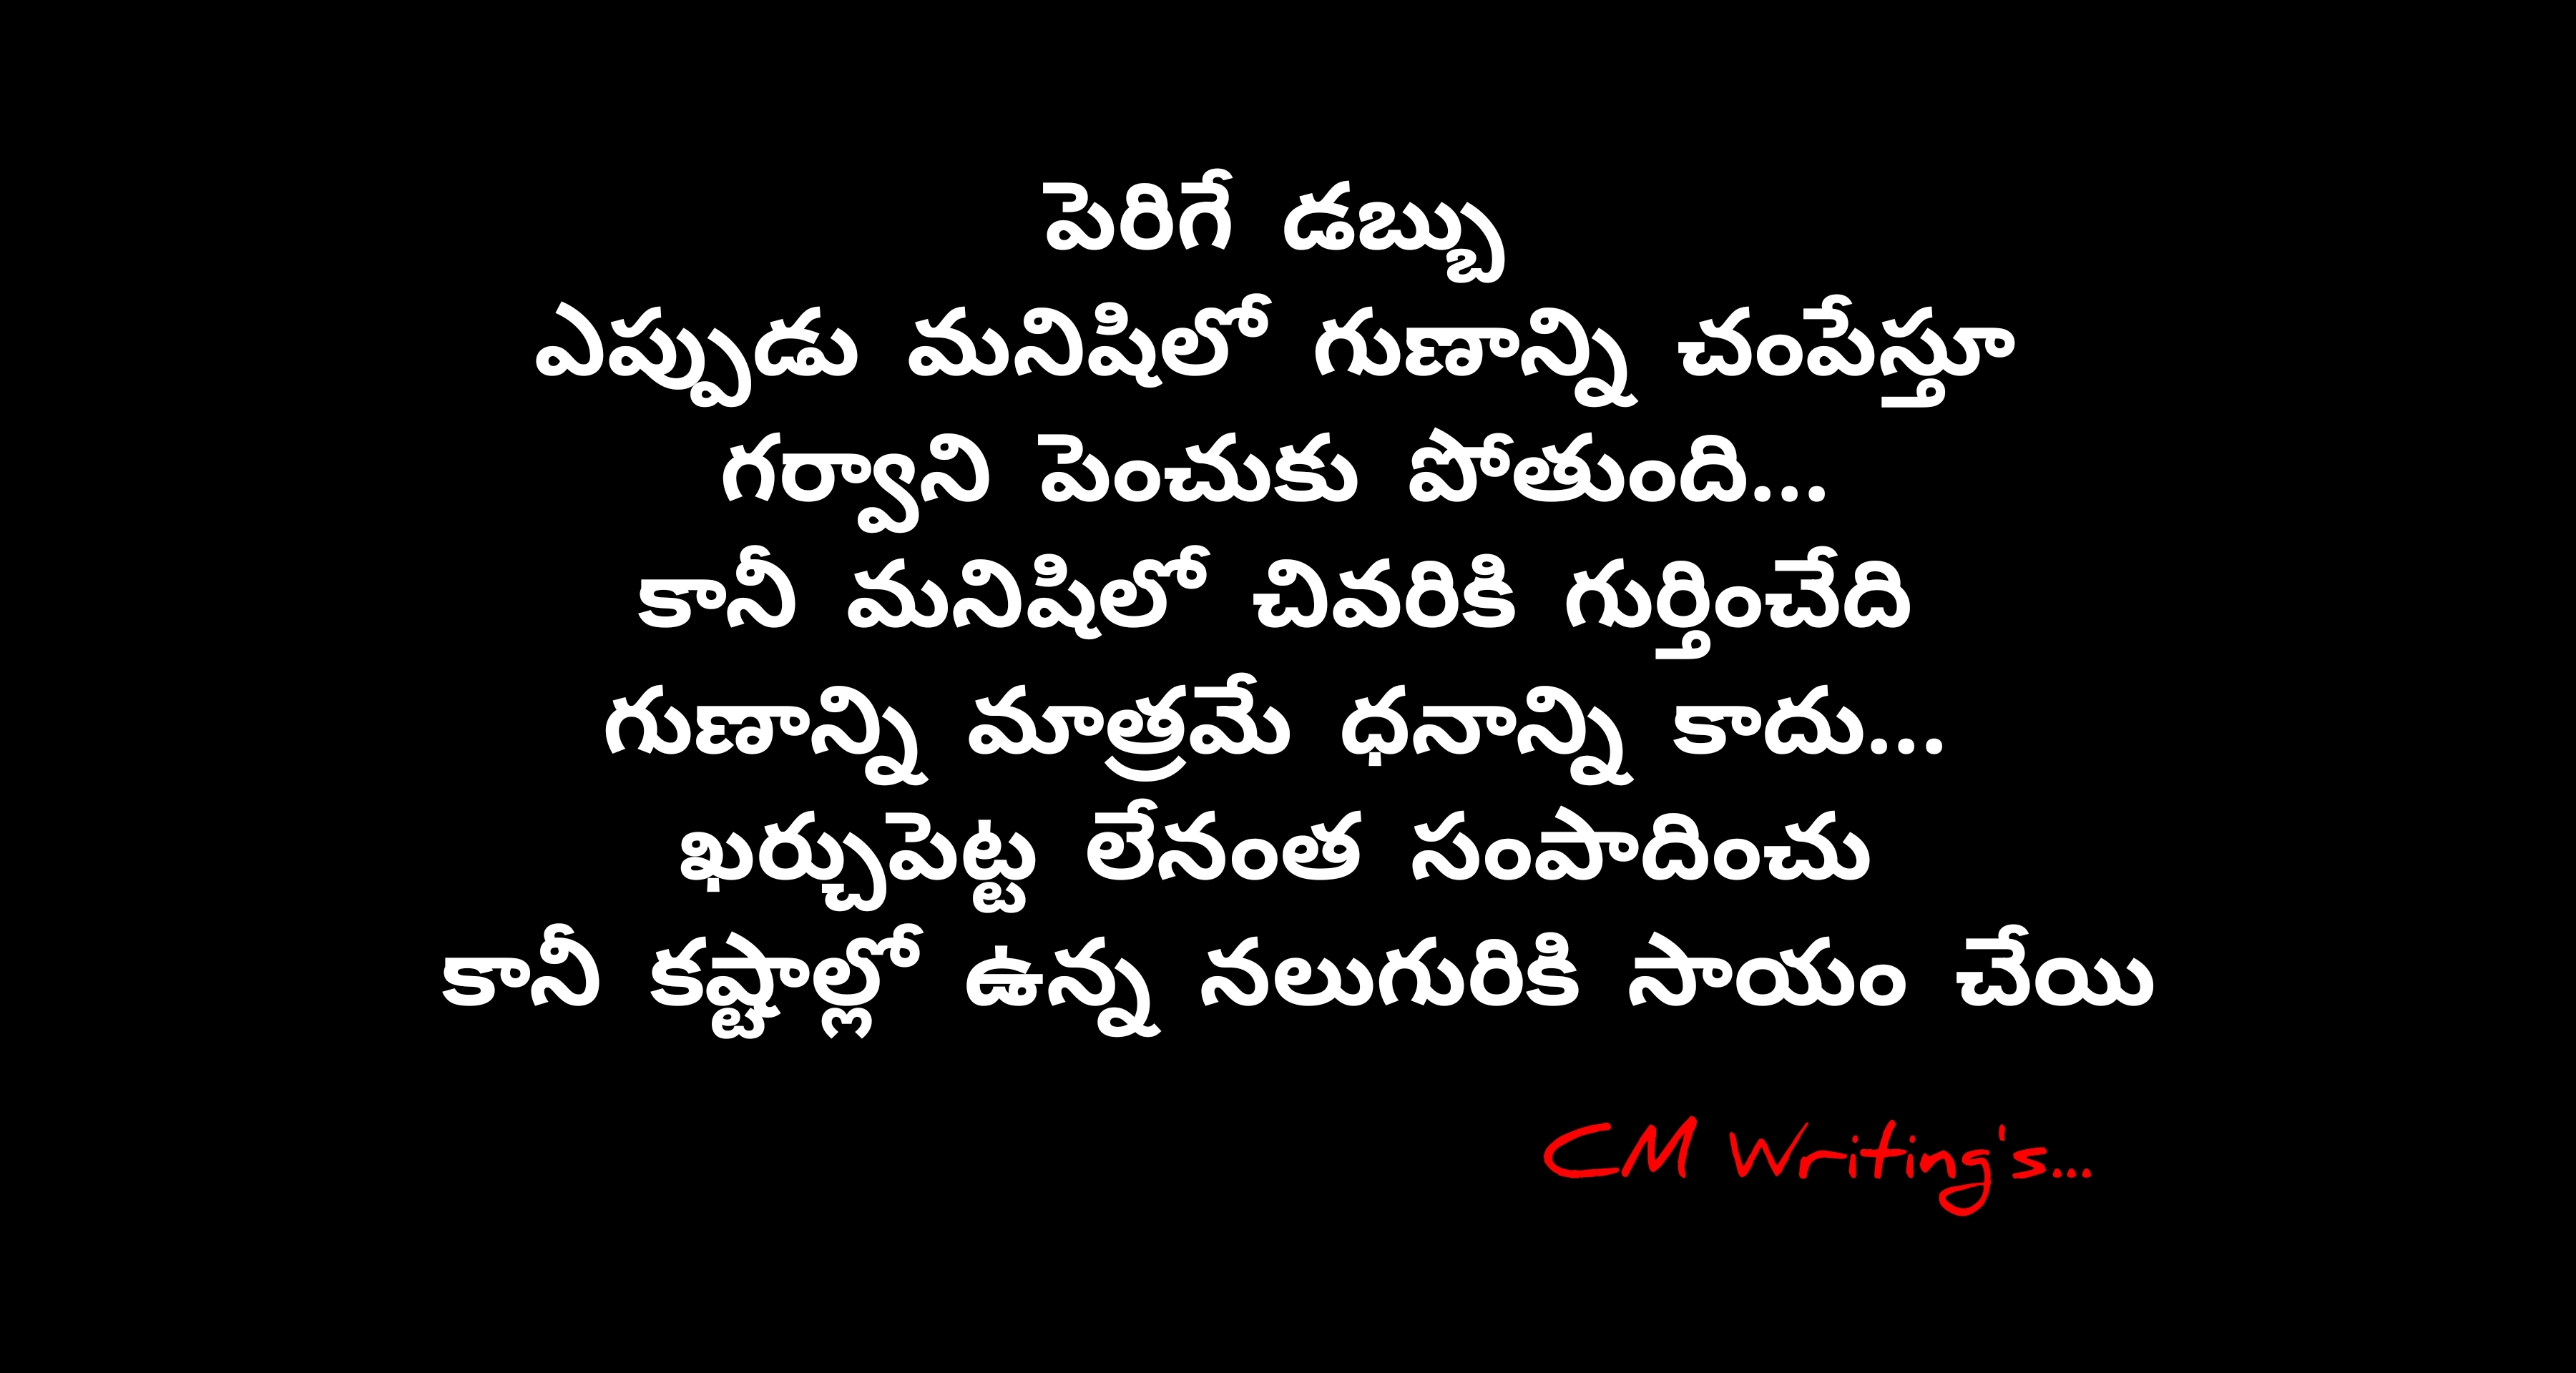 పెరిగే డబ్బు
ఎప్పుడు మనిషిలో గుణాన్ని చంపేస్తూ
గర్వాని పెంచుకు పోతుంది...
కానీ మనిషిలో చివరికి గుర్తించేది
గుణాన్ని మాత్రమే ధనాన్ని కాదు...
ఖర్చుపెట్ట లేనంత సంపాదించు
కానీ కష్టాల్లో ఉన్న నలుగురికి సాయం చేయి
CM Writing's...